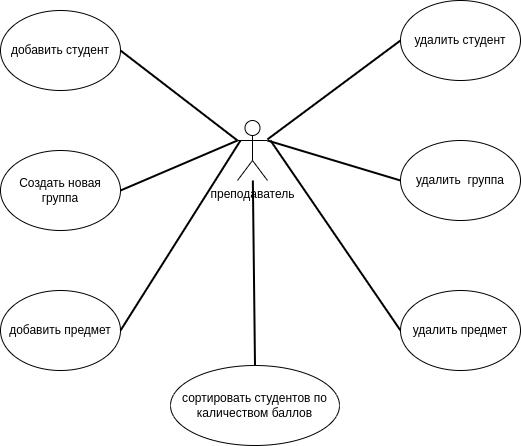 добавить студент
удалить студент
Создать новая
группа
удалить группа
преподаватель
добавить предмет
удалить предмет
сортировать студентов по
каличеством баллов